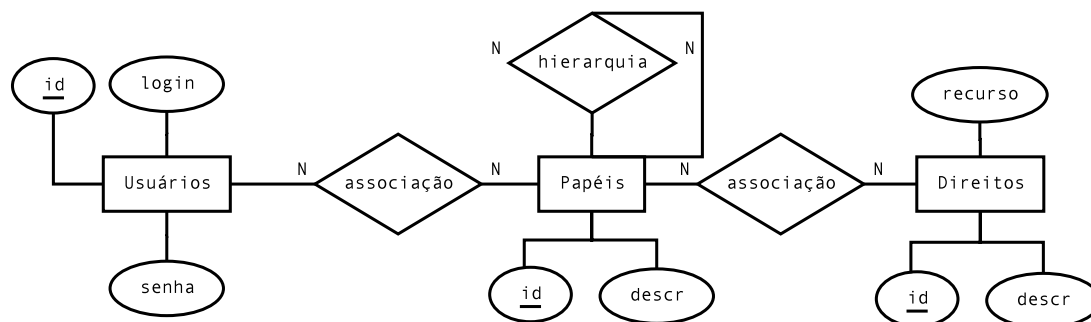 N
hierarquia
N
id
login
recurso
Usuários
N
associação
N
Papéis
N
associação
N
Direitos
senha
id
descr
id
descr